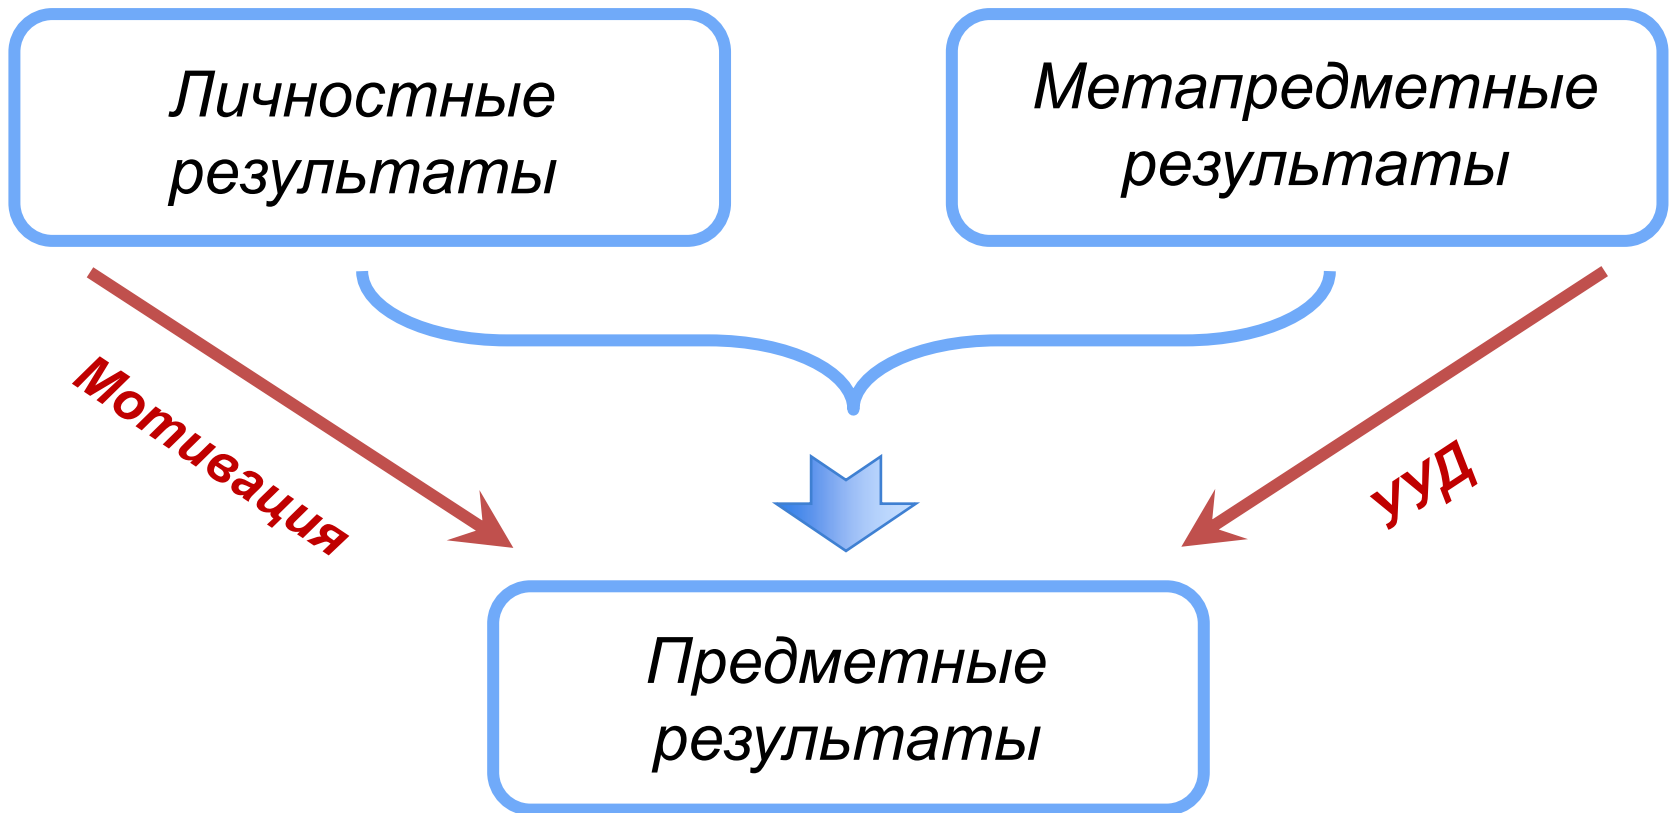 Личностные
результаты
Метапредметные
результаты
Мотивация
УУД
Предметные
результаты